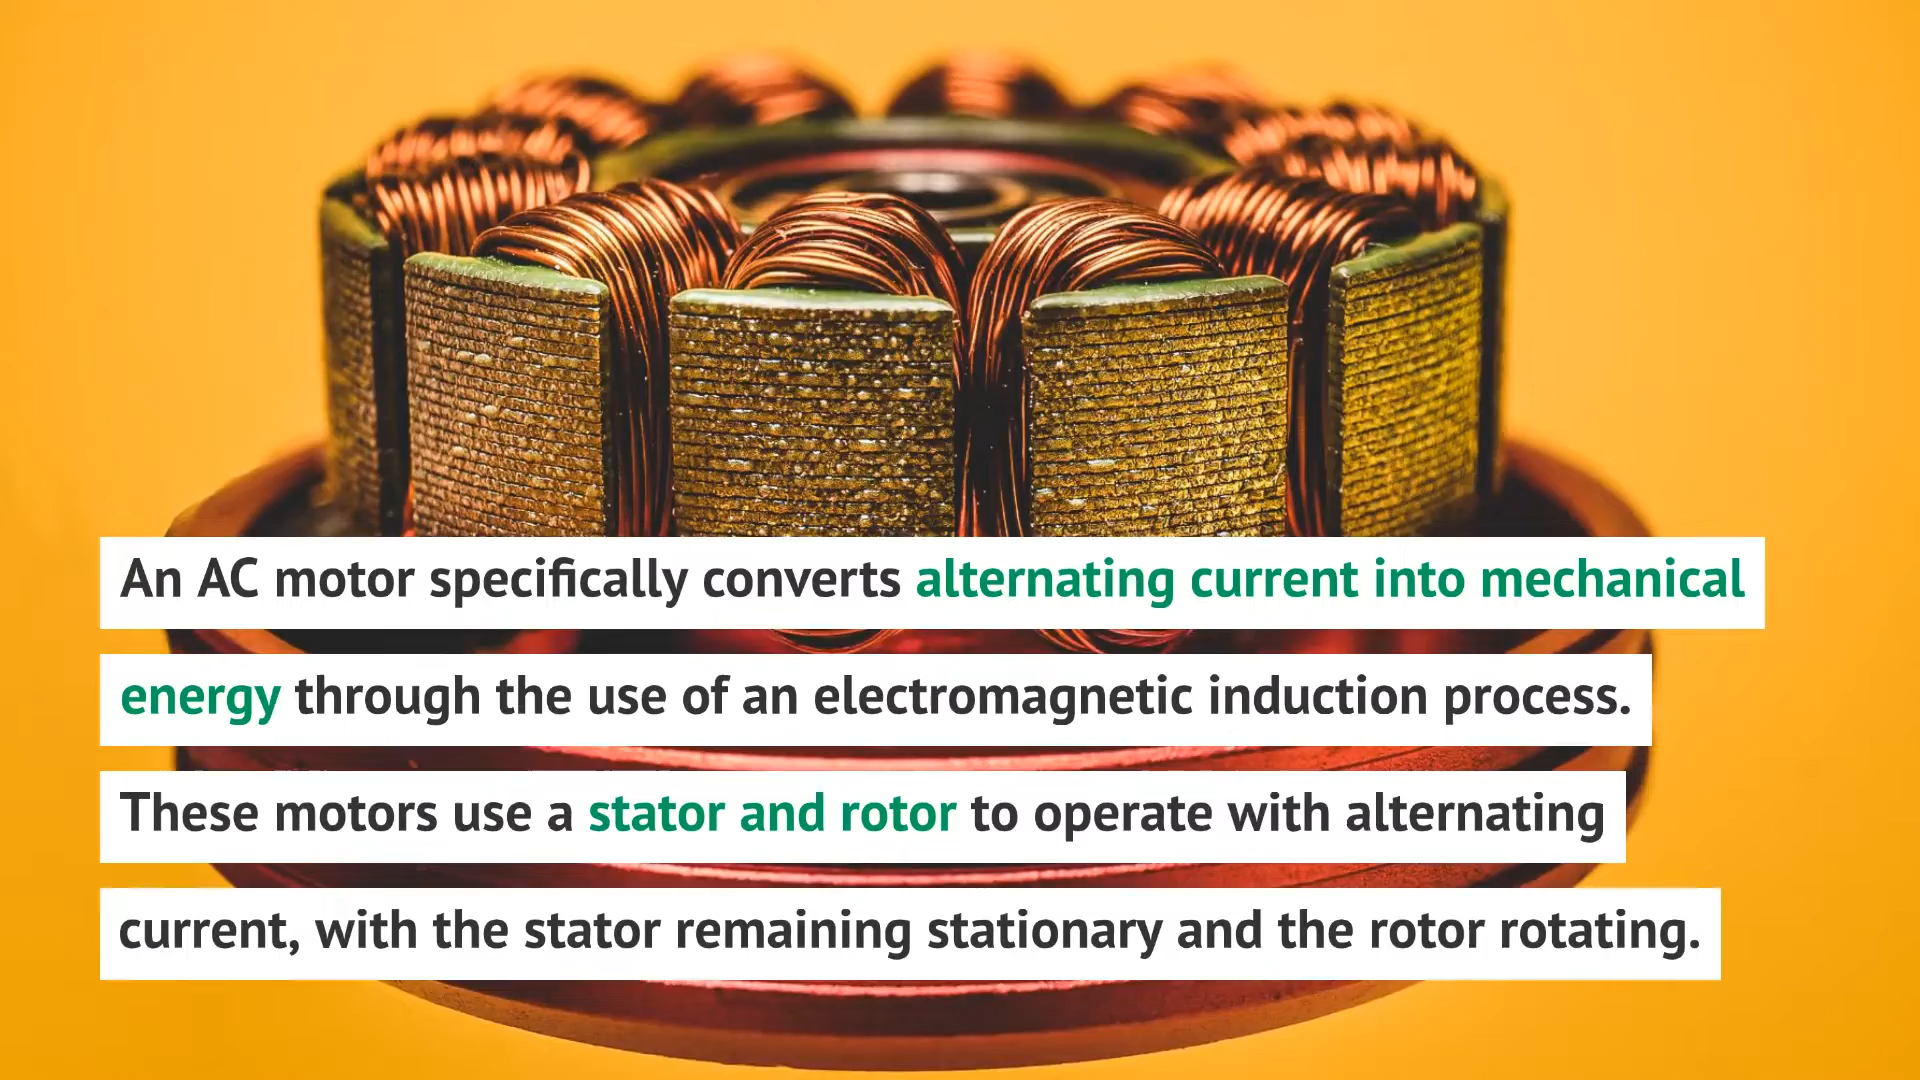 An AC motor specifically converts alternating current into mechanical
energy through the use of an electromagnetic induction process.
These motors use a stator and rotor to operate with alternating
current, with the stator remaining stationary and the rotor rotating.